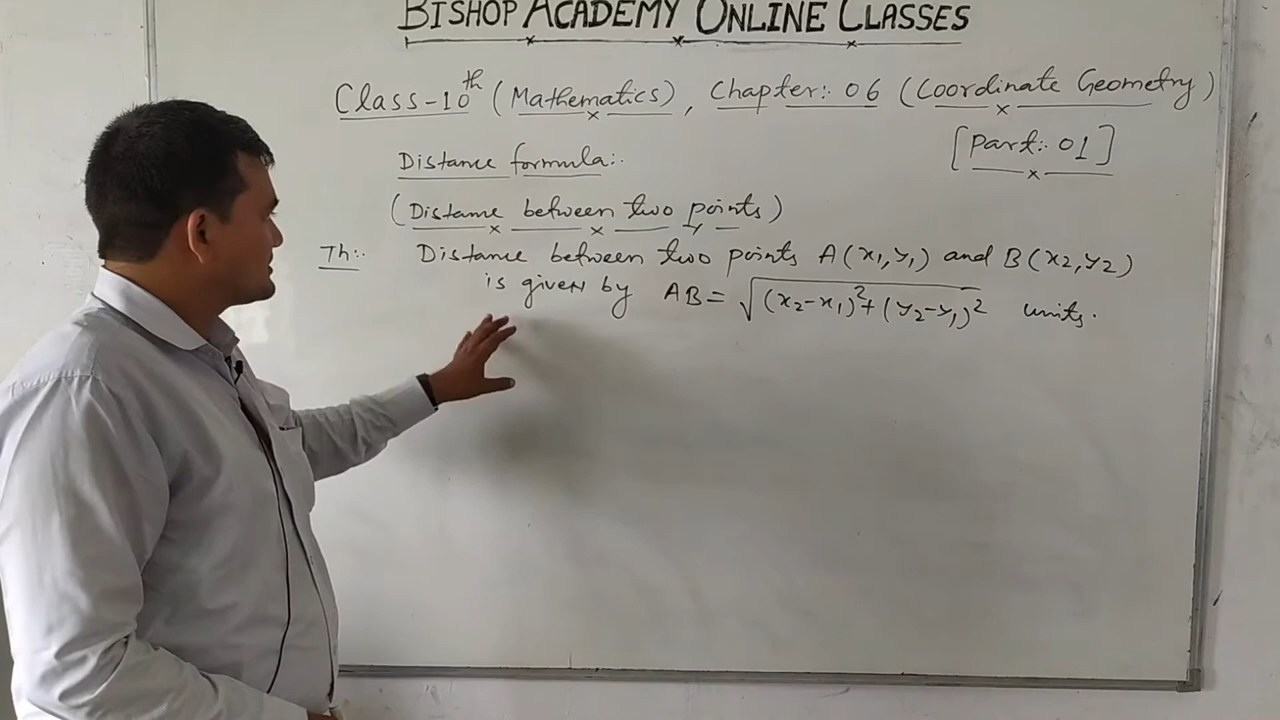 BISHOP ACADEMY ONLINE CLASSES
Class-10th (Mathematics), Chapter:- 06 (Coordinate Geometry)
[Part:- 01]
Distance formula:-
(Distance between two points)
Th:- Distance between two points A(x₁,y₁) and B(x₂,y₂)
is given by AB = √(x₂-x₁)²+(y₂-y₁)² units.